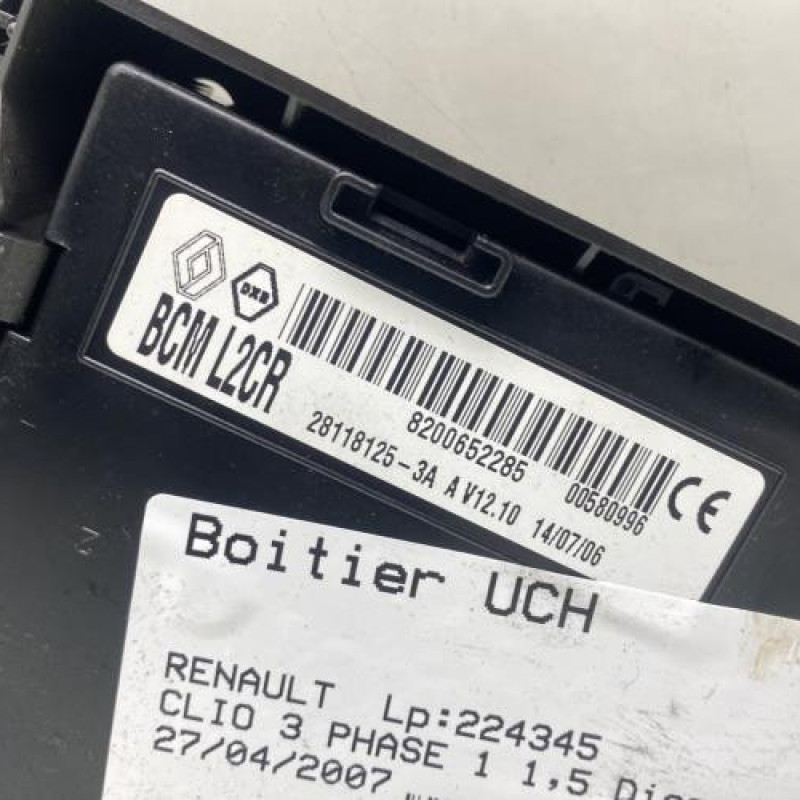 BCM L2CR
8200652285 00580996
28118125-3A A V12.10 14/07/06
CE
Boitier UCH
RENAULT Lp:224345
CLIO 3 PHASE 1 1,5
27/04/2007